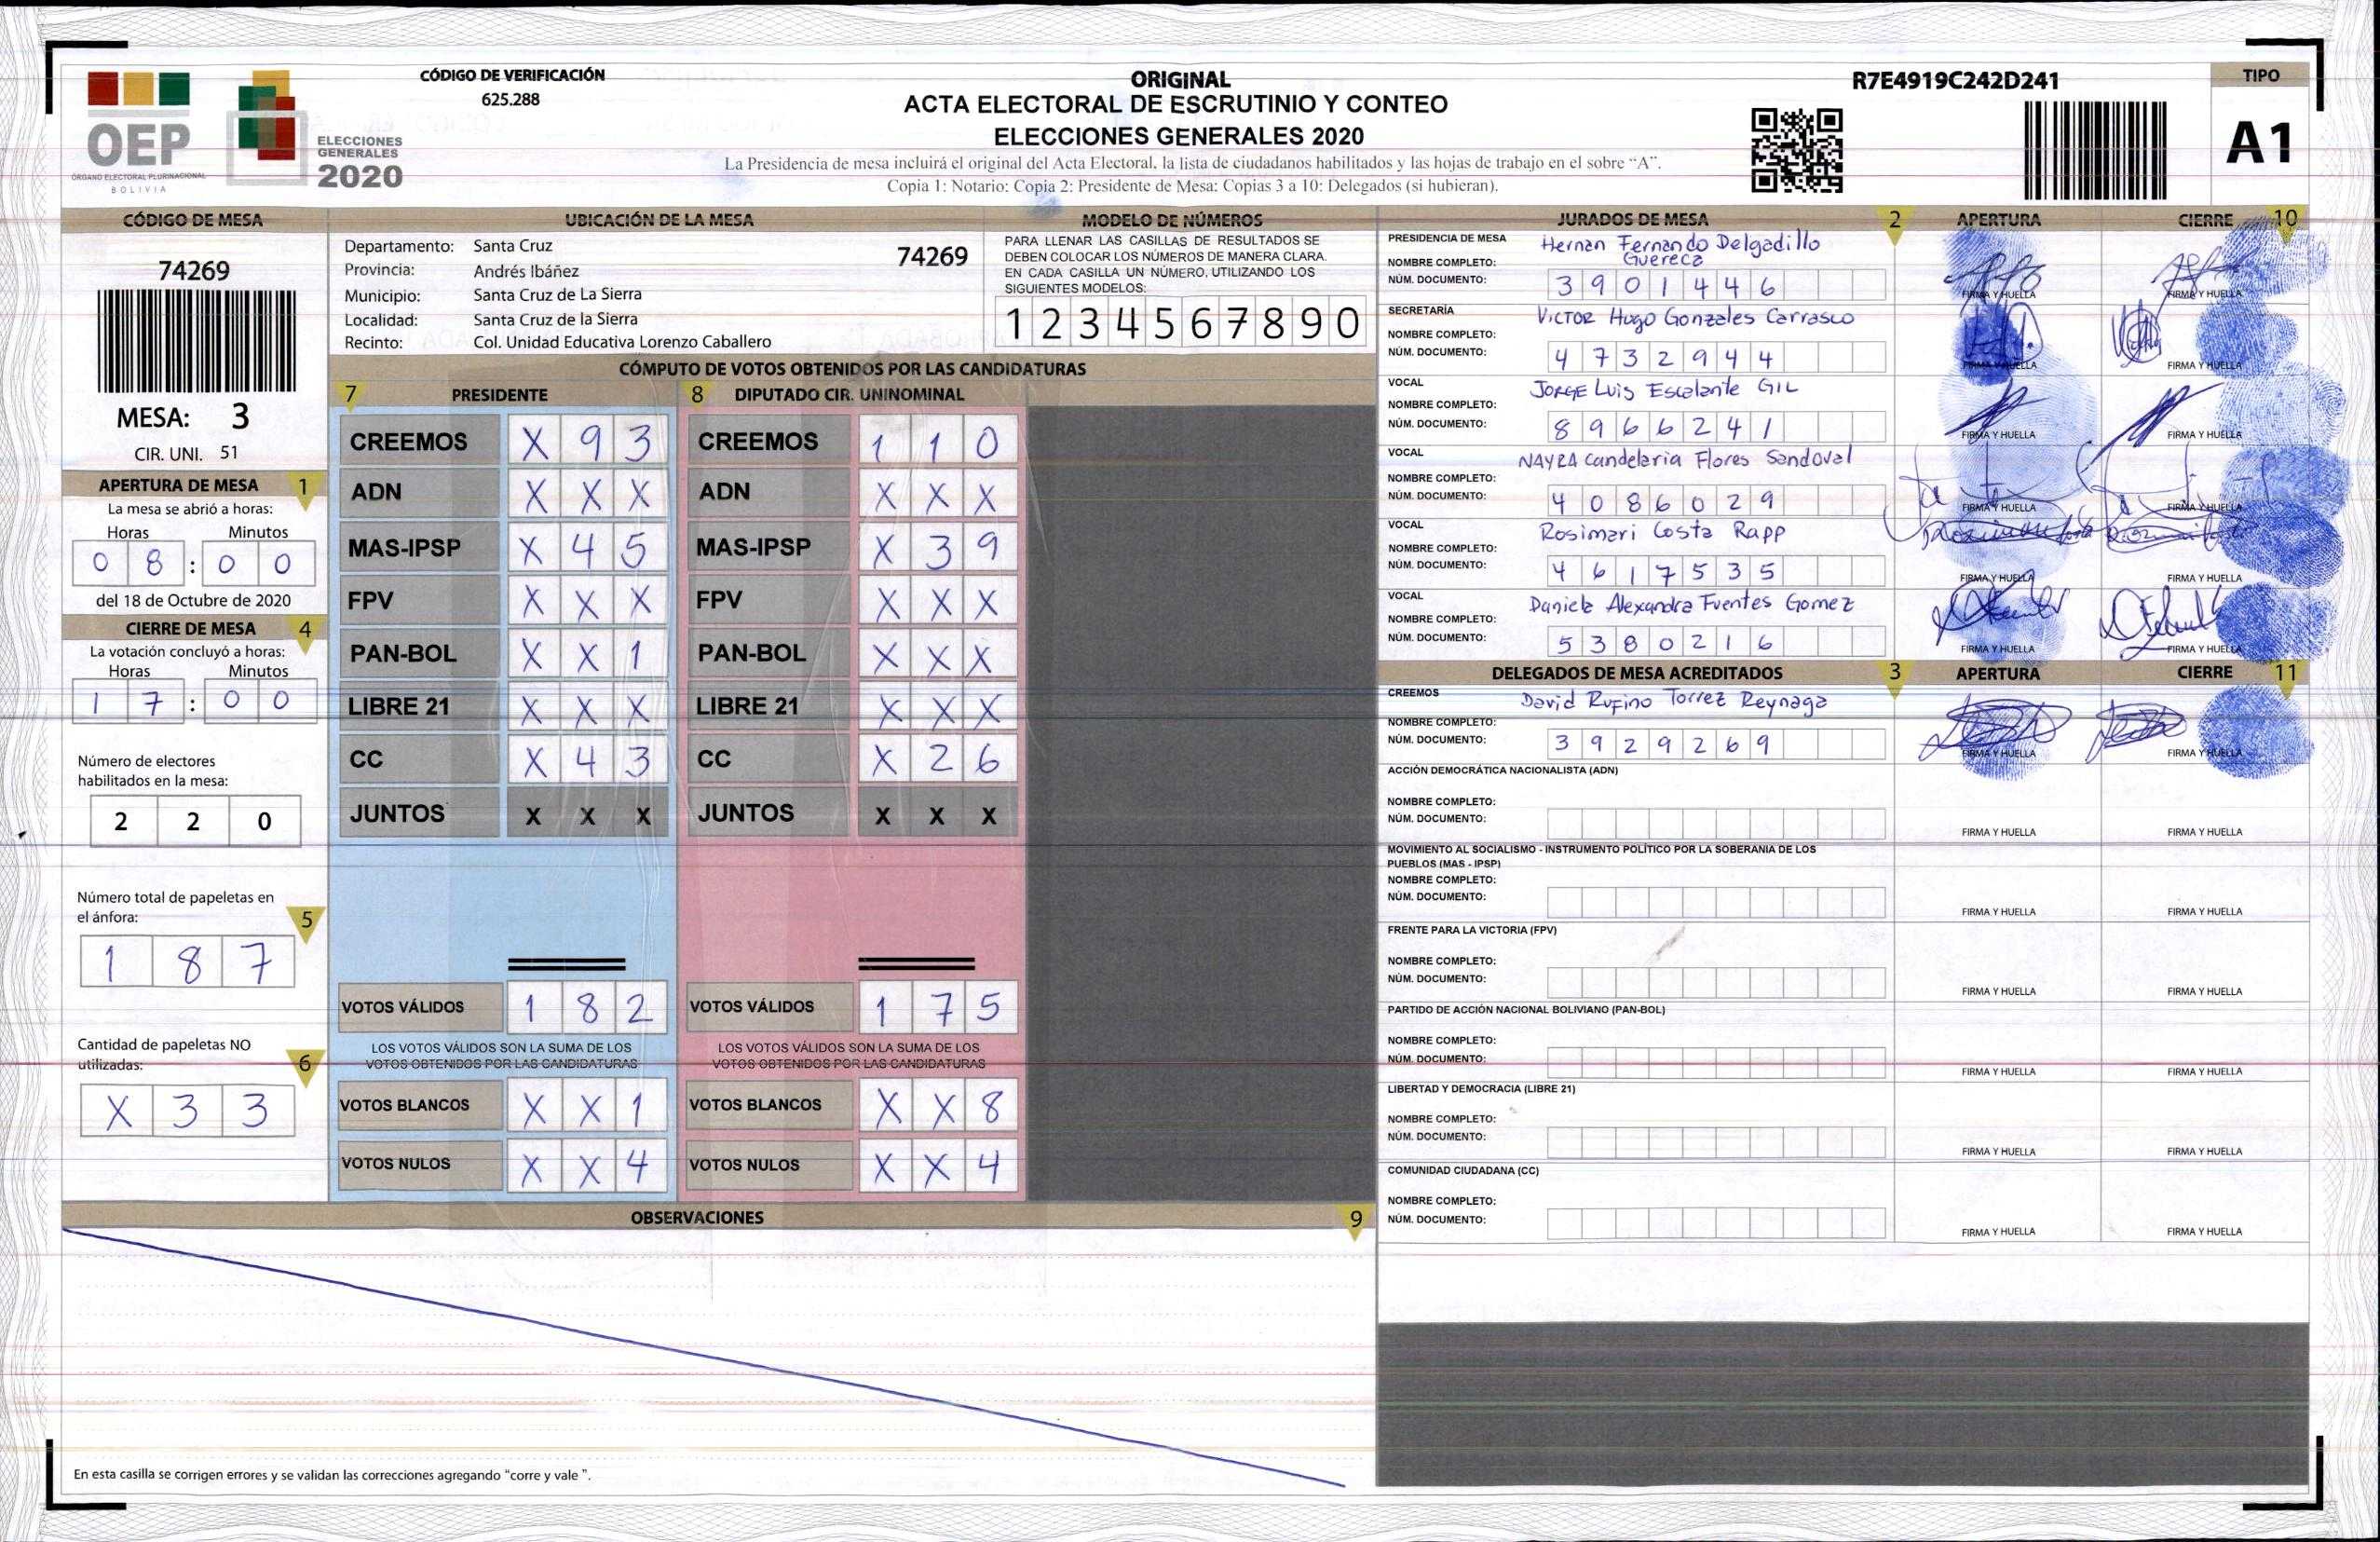 OEP
ÓRGANO ELECTORAL PLURINACIONAL
BOLIVIA
ELECCIONES
GENERALES
2020
CÓDIGO DE VERIFICACIÓN
625.288
ORIGINAL
ACTA ELECTORAL DE ESCRUTINIO Y CONTEO
ELECCIONES GENERALES 2020
La Presidencia de mesa incluirá el original del Acta Electoral, la lista de ciudadanos habilitados y las hojas de trabajo en el sobre “A”.
Copia 1: Notario: Copia 2: Presidente de Mesa: Copias 3 a 10: Delegados (si hubieran).
R7E4919C242D241
TIPO
A1
CÓDIGO DE MESA
74269
MESA: 3
CIR. UNI. 51
APERTURA DE MESA 1
La mesa se abrió a horas:
Horas Minutos
0 8 : 0 0
del 18 de Octubre de 2020
CIERRE DE MESA 4
La votación concluyó a horas:
Horas Minutos
1 7 : 0 0
Número de electores
habilitados en la mesa:
2 2 0
Número total de papeletas en
el ánfora: 5
1 8 7
Cantidad de papeletas NO
utilizadas: 6
X 3 3
UBICACIÓN DE LA MESA
Departamento: Santa Cruz 74269
Provincia: Andrés Ibáñez
Municipio: Santa Cruz de La Sierra
Localidad: Santa Cruz de la Sierra
Recinto: Col. Unidad Educativa Lorenzo Caballero
MODELO DE NÚMEROS
PARA LLENAR LAS CASILLAS DE RESULTADOS SE
DEBEN COLOCAR LOS NÚMEROS DE MANERA CLARA.
EN CADA CASILLA UN NÚMERO, UTILIZANDO LOS
SIGUIENTES MODELOS:
1 2 3 4 5 6 7 8 9 0
CÓMPUTO DE VOTOS OBTENIDOS POR LAS CANDIDATURAS
7 PRESIDENTE
CREEMOS X 9 3
ADN X X X
MAS-IPSP X 4 5
FPV X X X
PAN-BOL X X 1
LIBRE 21 X X X
CC X 4 3
JUNTOS X X X
VOTOS VÁLIDOS 1 8 2
LOS VOTOS VÁLIDOS SON LA SUMA DE LOS
VOTOS OBTENIDOS POR LAS CANDIDATURAS
VOTOS BLANCOS X X 1
VOTOS NULOS X X 4
8 DIPUTADO CIR. UNINOMINAL
CREEMOS 1 1 0
ADN X X X
MAS-IPSP X 3 9
FPV X X X
PAN-BOL X X X
LIBRE 21 X X X
CC X 2 6
JUNTOS X X X
VOTOS VÁLIDOS 1 7 5
LOS VOTOS VÁLIDOS SON LA SUMA DE LOS
VOTOS OBTENIDOS POR LAS CANDIDATURAS
VOTOS BLANCOS X X 8
VOTOS NULOS X X 4
OBSERVACIONES 9
En esta casilla se corrigen errores y se validan las correcciones agregando “corre y vale ”.
JURADOS DE MESA 2 APERTURA CIERRE 10
PRESIDENCIA DE MESA Hernan Fernando Delgadillo
NOMBRE COMPLETO: Guereca
NÚM. DOCUMENTO: 3 9 0 1 4 4 6
FIRMA Y HUELLA FIRMA Y HUELLA
SECRETARÍA VICTOR Hugo Gonzales Carrasco
NOMBRE COMPLETO:
NÚM. DOCUMENTO: 4 7 3 2 9 4 4
FIRMA Y HUELLA FIRMA Y HUELLA
VOCAL JORGE LUIS Escalante GIL
NOMBRE COMPLETO:
NÚM. DOCUMENTO: 8 9 6 6 2 4 1
FIRMA Y HUELLA FIRMA Y HUELLA
VOCAL NAYRA Candelaria Flores Sandoval
NOMBRE COMPLETO:
NÚM. DOCUMENTO: 4 0 8 6 0 2 9
FIRMA Y HUELLA FIRMA Y HUELLA
VOCAL Rosimari Costa Rapp
NOMBRE COMPLETO:
NÚM. DOCUMENTO: 4 6 1 7 5 3 5
FIRMA Y HUELLA FIRMA Y HUELLA
VOCAL Daniela Alexandra Fuentes Gomez
NOMBRE COMPLETO:
NÚM. DOCUMENTO: 5 3 8 0 2 1 6
FIRMA Y HUELLA FIRMA Y HUELLA
DELEGADOS DE MESA ACREDITADOS 3 APERTURA CIERRE 11
CREEMOS David Rufino Torrez Reynaga
NOMBRE COMPLETO:
NÚM. DOCUMENTO: 3 9 2 9 2 6 9
FIRMA Y HUELLA FIRMA Y HUELLA
ACCIÓN DEMOCRÁTICA NACIONALISTA (ADN)
NOMBRE COMPLETO:
NÚM. DOCUMENTO:
FIRMA Y HUELLA FIRMA Y HUELLA
MOVIMIENTO AL SOCIALISMO - INSTRUMENTO POLÍTICO POR LA SOBERANIA DE LOS
PUEBLOS (MAS - IPSP)
NOMBRE COMPLETO:
NÚM. DOCUMENTO:
FIRMA Y HUELLA FIRMA Y HUELLA
FRENTE PARA LA VICTORIA (FPV)
NOMBRE COMPLETO:
NÚM. DOCUMENTO:
FIRMA Y HUELLA FIRMA Y HUELLA
PARTIDO DE ACCIÓN NACIONAL BOLIVIANO (PAN-BOL)
NOMBRE COMPLETO:
NÚM. DOCUMENTO:
FIRMA Y HUELLA FIRMA Y HUELLA
LIBERTAD Y DEMOCRACIA (LIBRE 21)
NOMBRE COMPLETO:
NÚM. DOCUMENTO:
FIRMA Y HUELLA FIRMA Y HUELLA
COMUNIDAD CIUDADANA (CC)
NOMBRE COMPLETO:
NÚM. DOCUMENTO:
FIRMA Y HUELLA FIRMA Y HUELLA